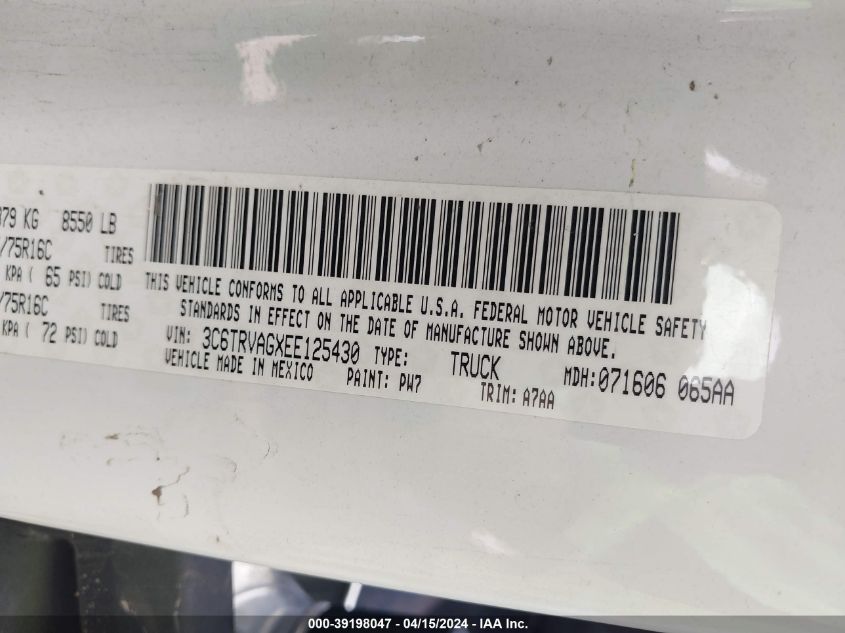 879 KG 8550 LB
/75R16C TIRES
KPA ( 65 PSI) COLD
/75R16C TIRES
KPA ( 72 PSI) COLD
THIS VEHICLE CONFORMS TO ALL APPLICABLE U.S.A. FEDERAL MOTOR VEHICLE SAFETY
STANDARDS IN EFFECT ON THE DATE OF MANUFACTURE SHOWN ABOVE.
VIN: 3C6TRVAGXEE125430 TYPE: TRUCK MDH: 071606 065AA
VEHICLE MADE IN MEXICO PAINT: PW7 TRIM: A7AA
000-39198047 - 04/15/2024 - IAA Inc.